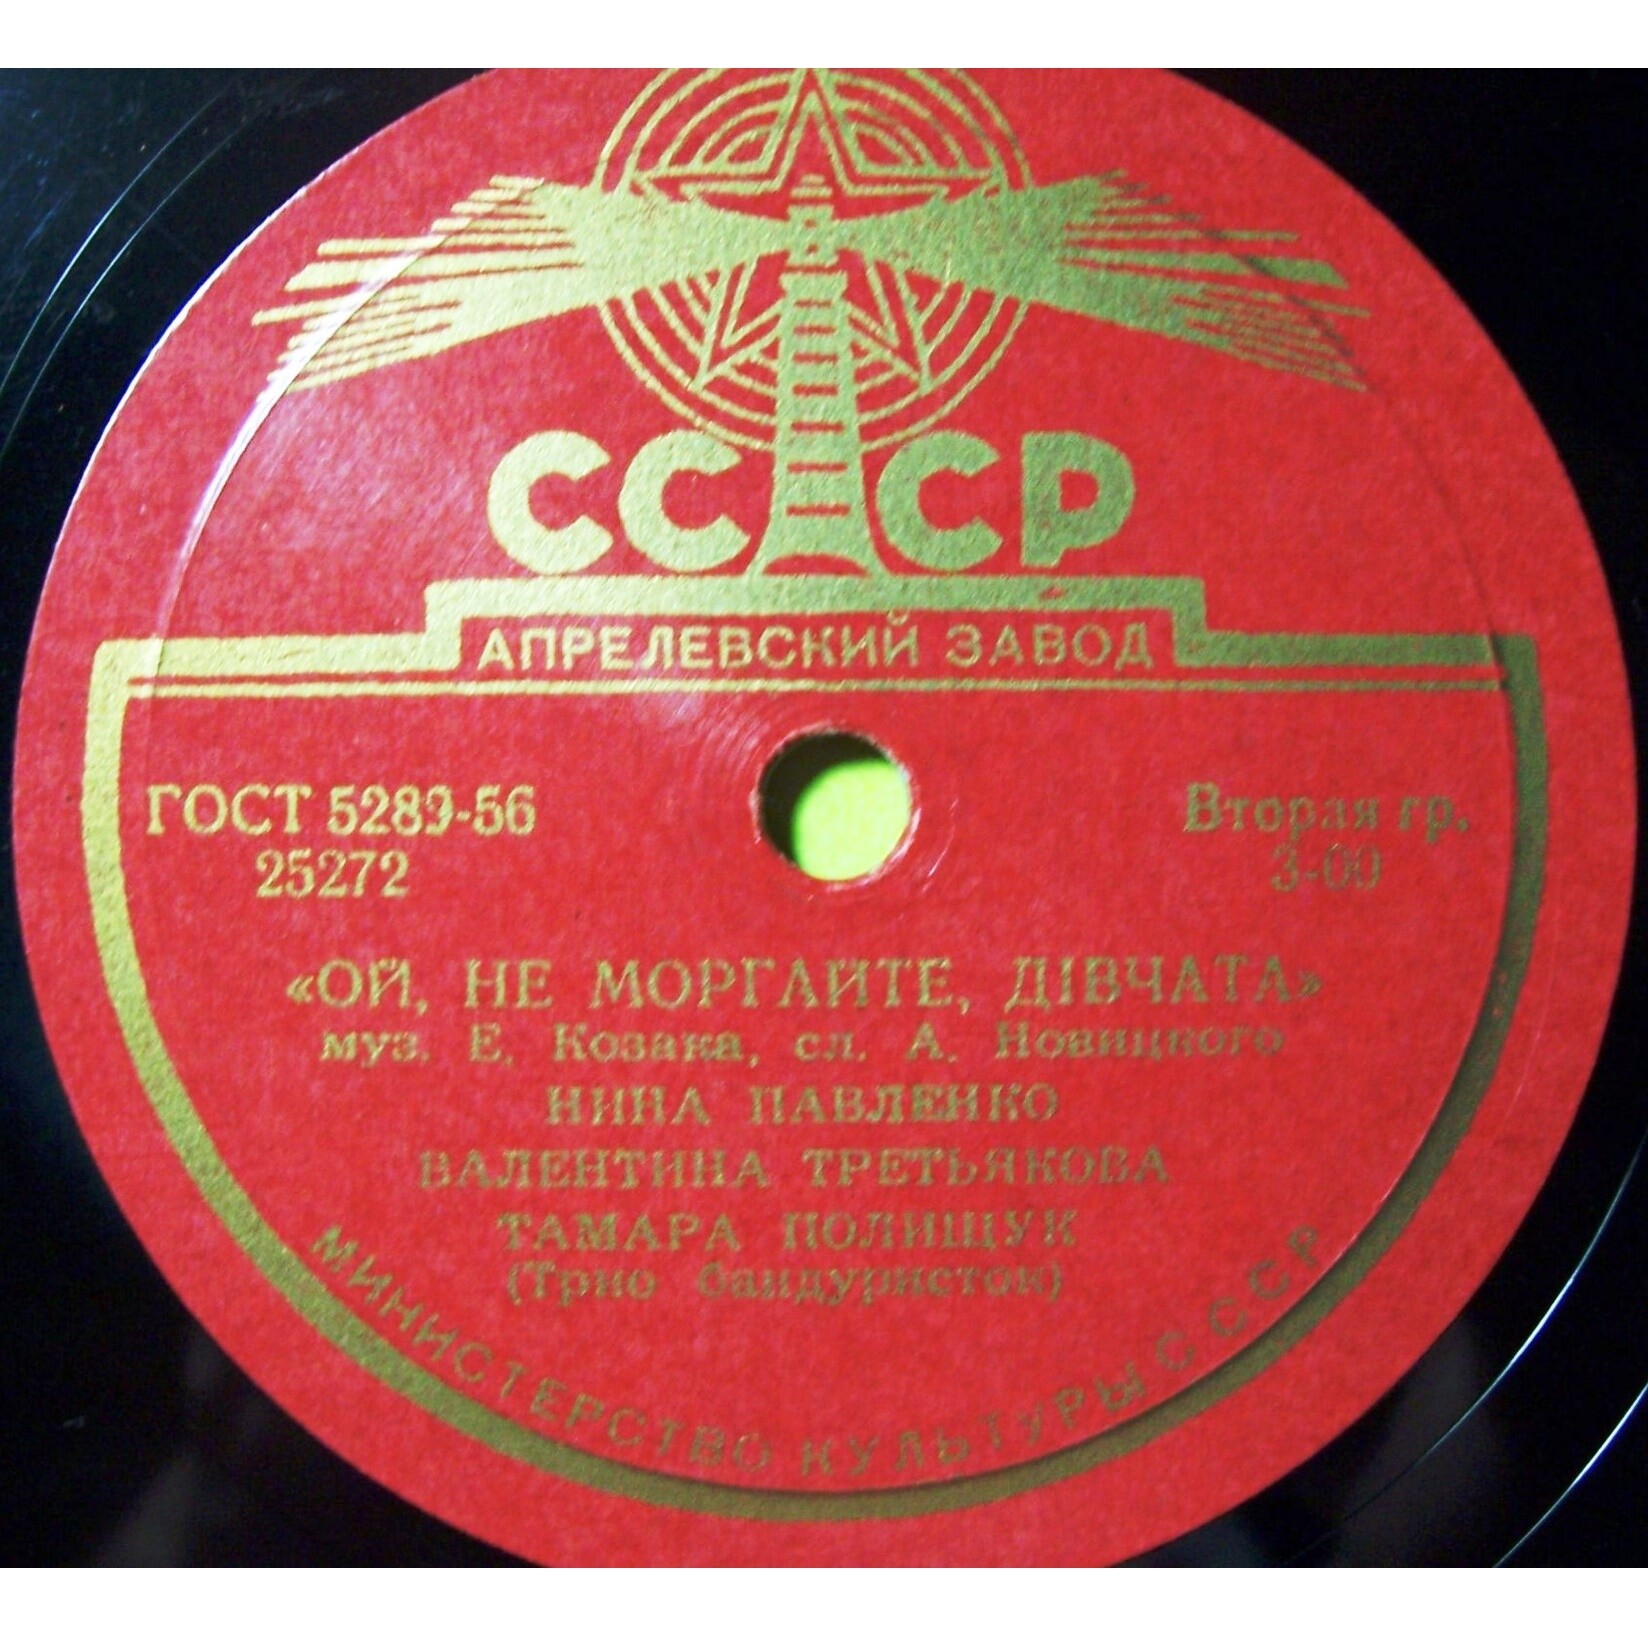 СССР
АПРЕЛЕВСКИЙ ЗАВОД
ГОСТ 5289-56
25272
Вторая гр.
3-00
«ОЙ, НЕ МОРГАЙТЕ, ДІВЧАТА»
муз. Е. Козака, сл. А. Новицкого
НИНА ПАВЛЕНКО
ВАЛЕНТИНА ТРЕТЬЯКОВА
ТАМАРА ПОЛИЩУК
(Трио бандуристок)
МИНИСТЕРСТВО КУЛЬТУРЫ СССР